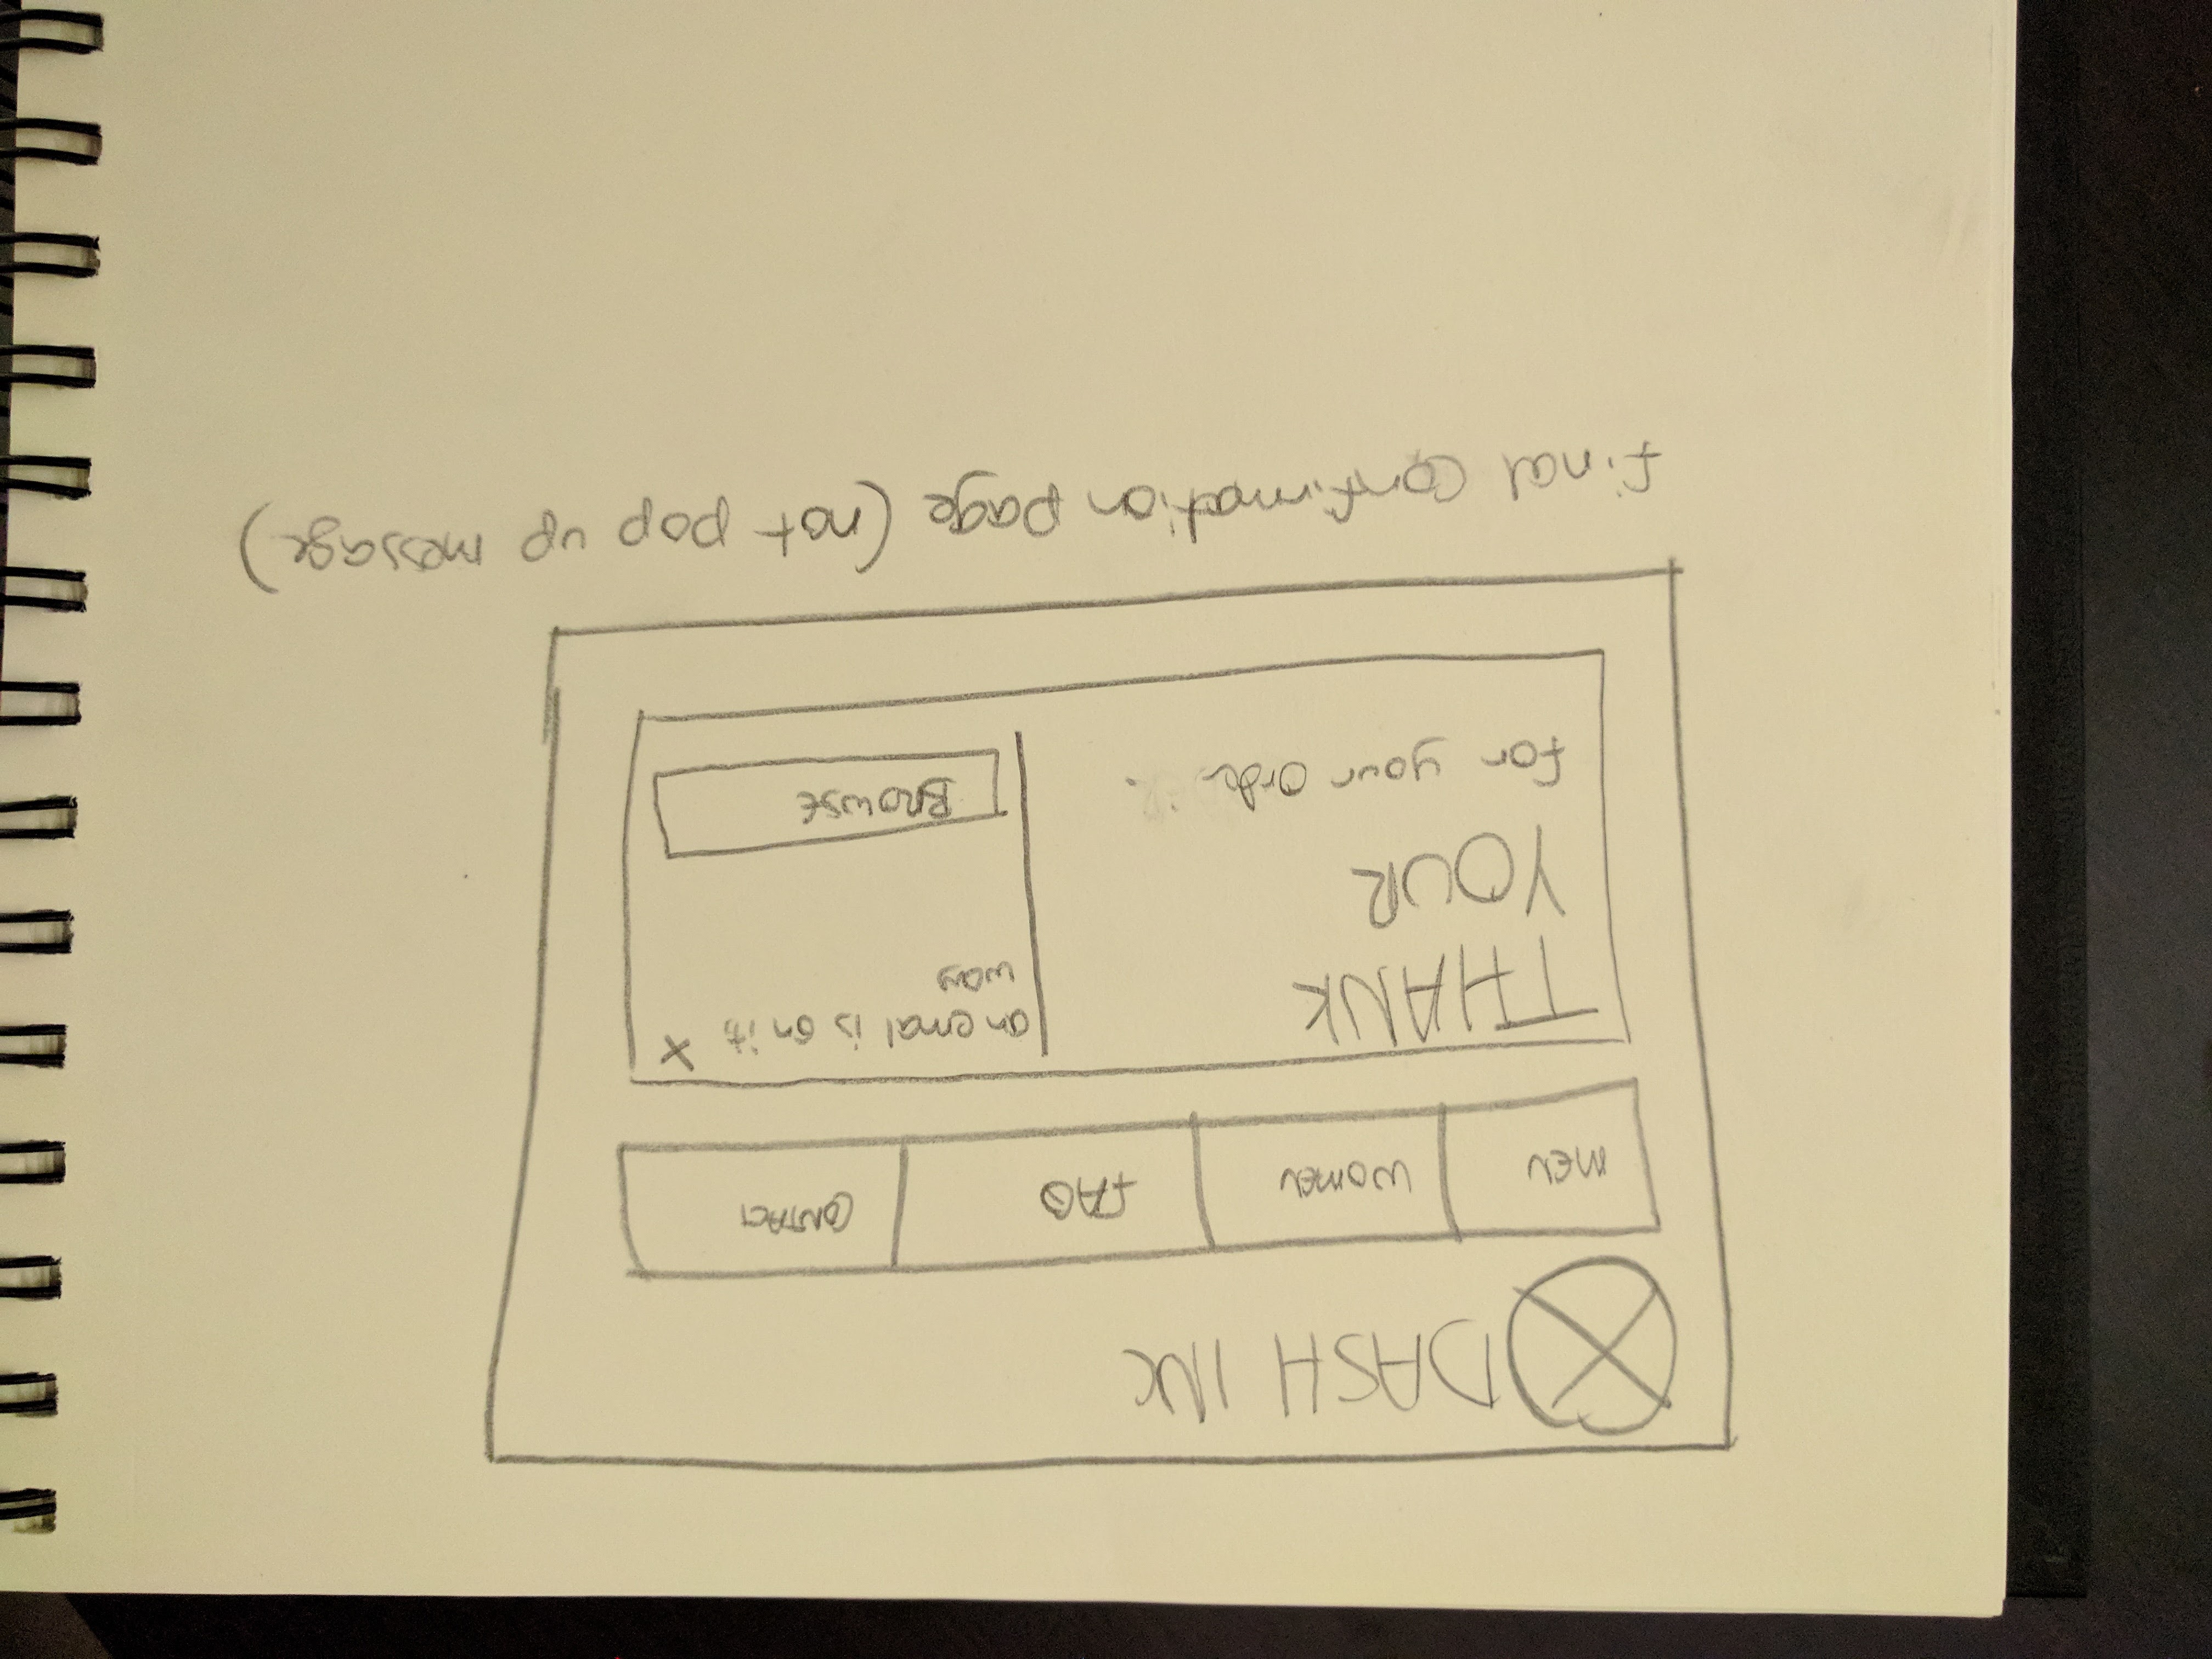 DASH INC
MEN
WOMEN
FAQ
CONTACT
THANK
YOUR
for your order.
an emal is on its
way
X
BROWSE
final confirmation page (not pop up message)